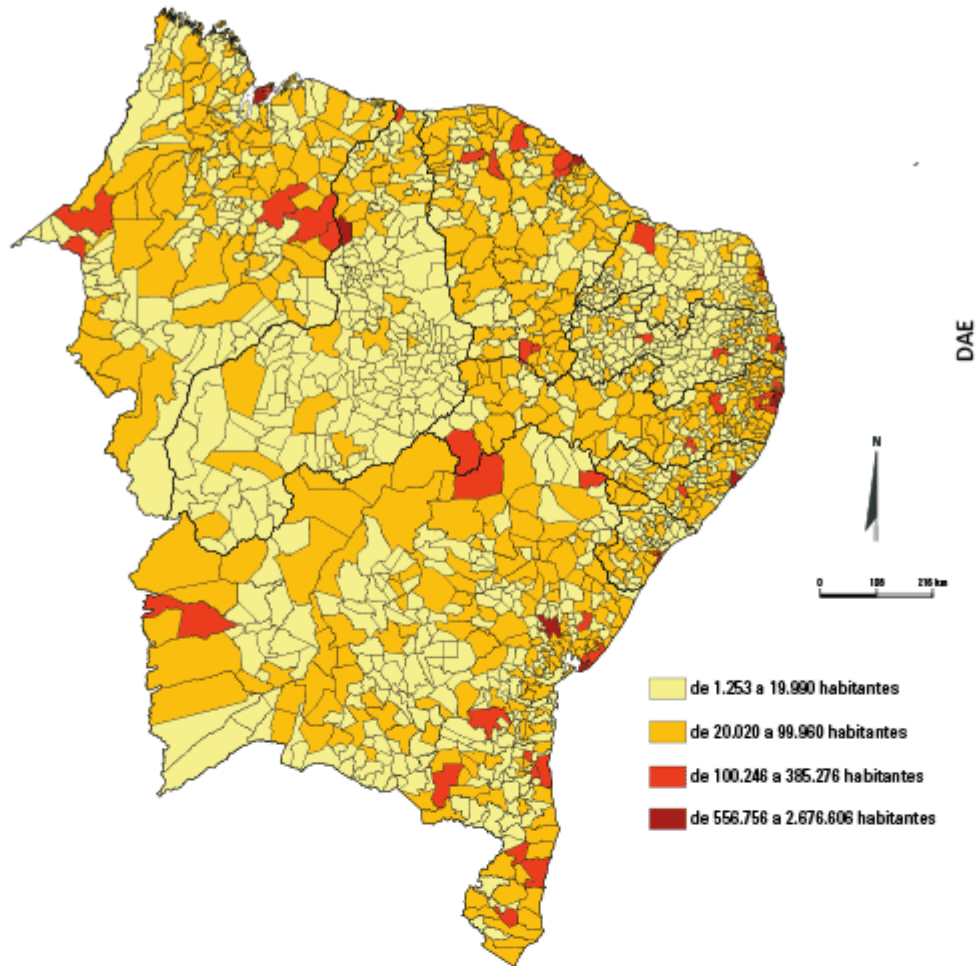 DAE
N
0 108 216 km
de 1.253 a 19.990 habitantes
de 20.020 a 99.960 habitantes
de 100.246 a 385.276 habitantes
de 556.756 a 2.676.606 habitantes